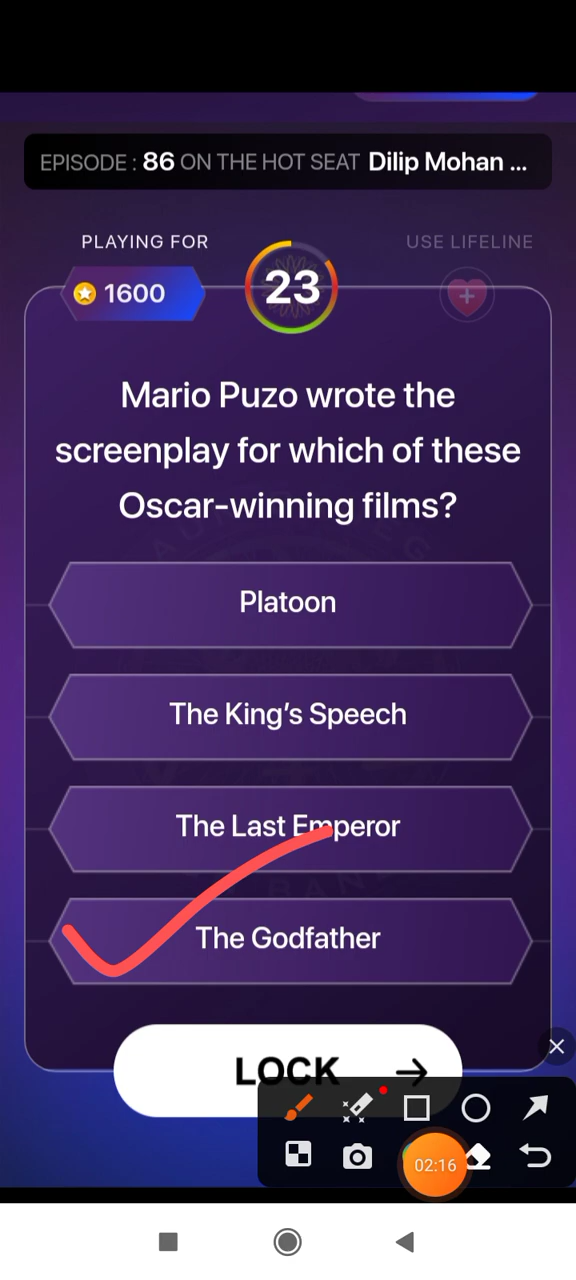 EPISODE : 86 ON THE HOT SEAT Dilip Mohan ...
PLAYING FOR
USE LIFELINE
1600
23
Mario Puzo wrote the
screenplay for which of these
Oscar-winning films?
Platoon
The King's Speech
The Last Emperor
The Godfather
LOCK
02:16